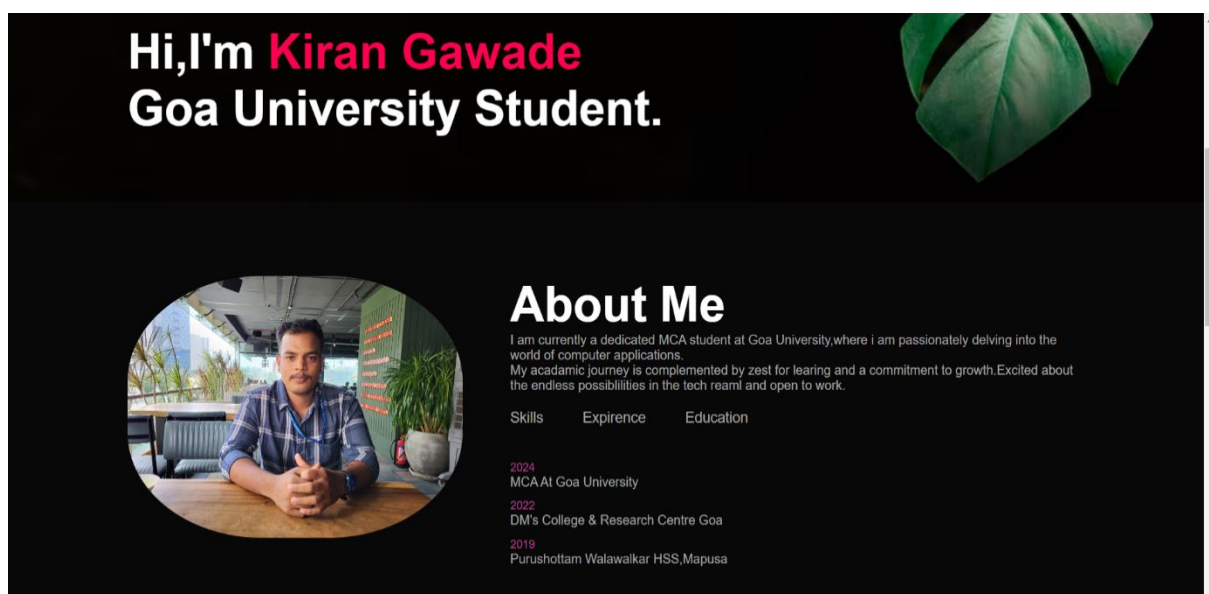 Hi,I'm Kiran Gawade
Goa University Student.
About Me
I am currently a dedicated MCA student at Goa University,where i am passionately delving into the
world of computer applications.
My acadamic journey is complemented by zest for learing and a commitment to growth.Excited about
the endless possiblilities in the tech reaml and open to work.
Skills Expirence Education
2024
MCA At Goa University
2022
DM's College & Research Centre Goa
2019
Purushottam Walawalkar HSS,Mapusa